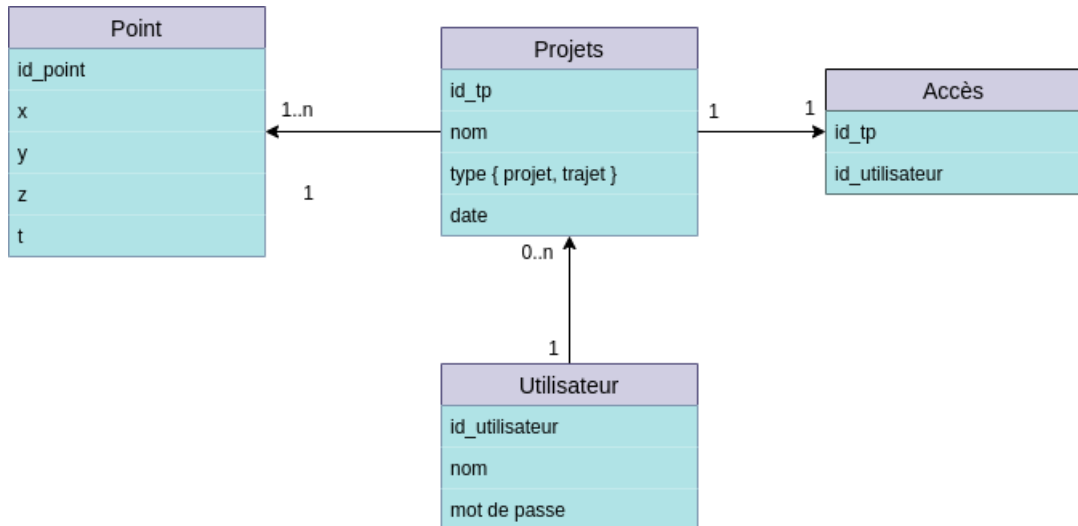 Point
id_point
x
y
z
t
1..n
1
Projets
id_tp
nom
type { projet, trajet }
date
1
1
Accès
id_tp
id_utilisateur
0..n
1
Utilisateur
id_utilisateur
nom
mot de passe